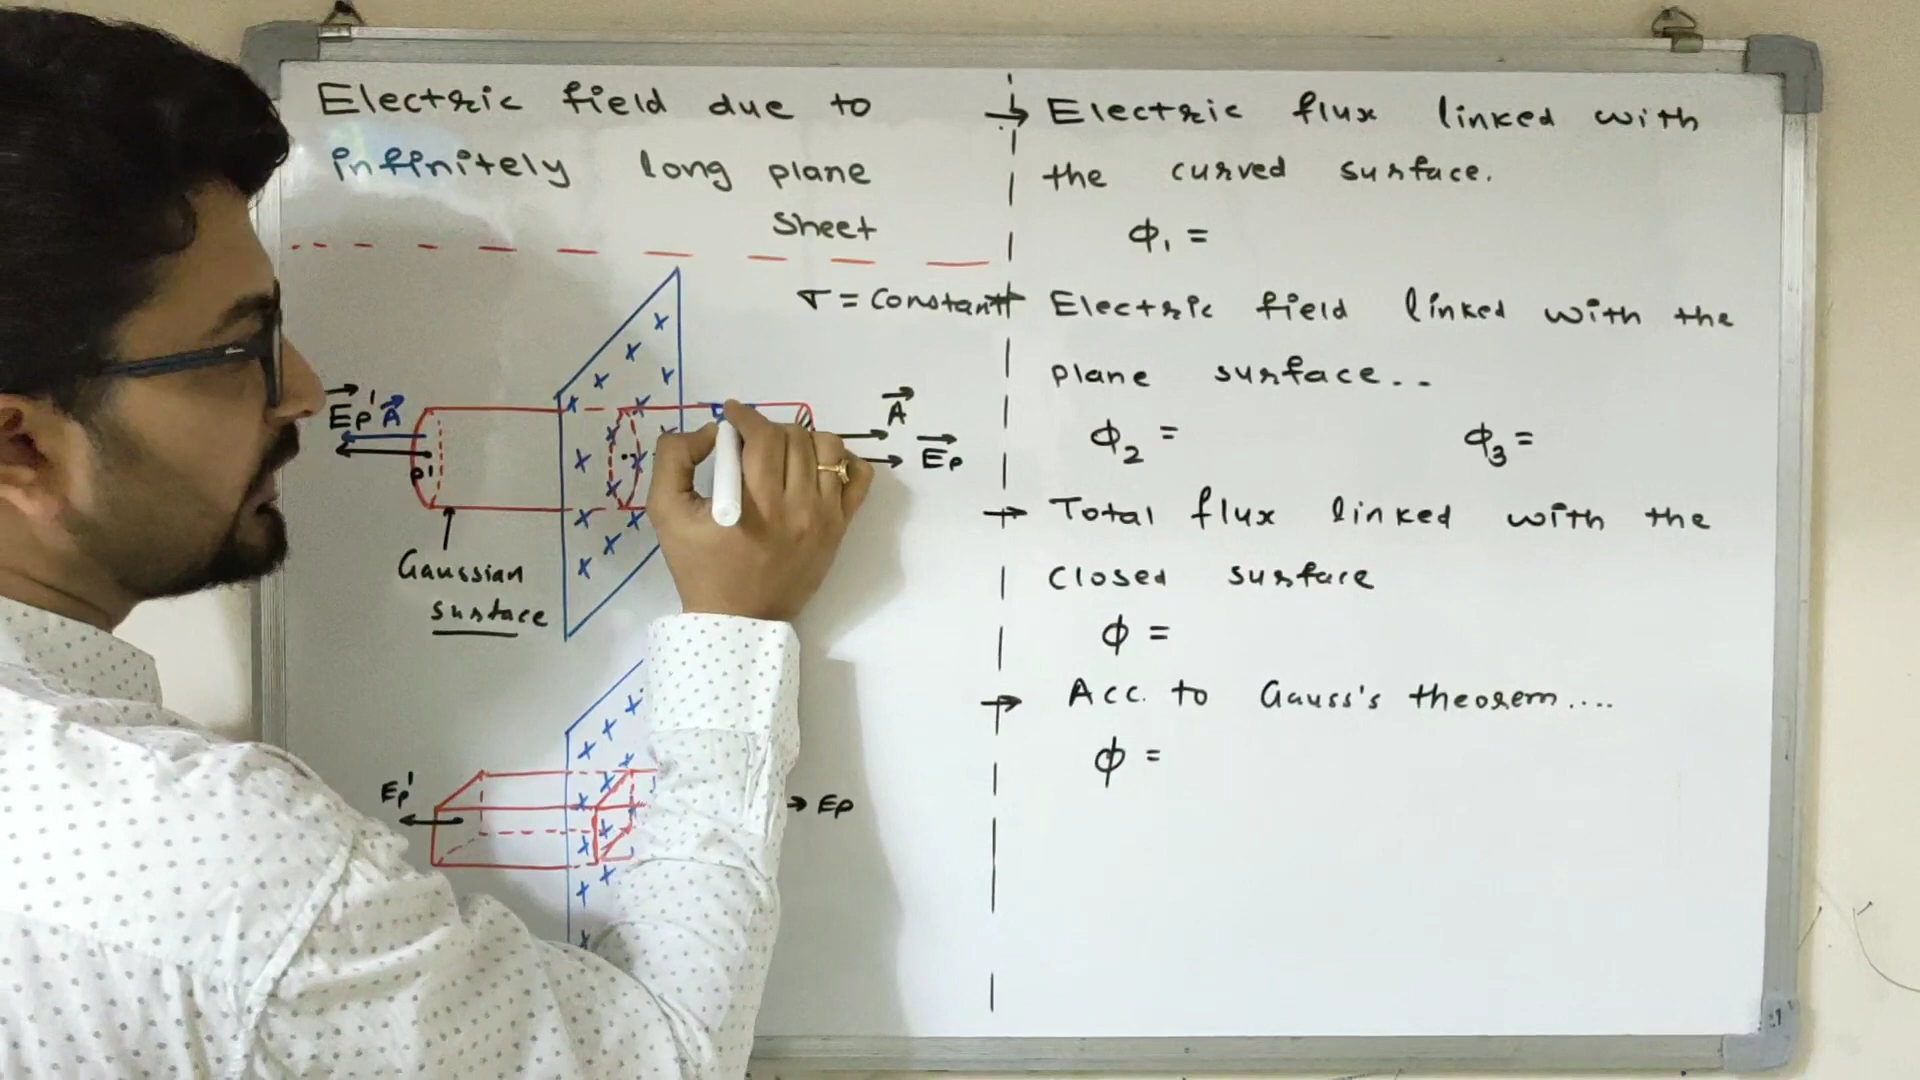 Electric field due to
infinitely long plane
Sheet
σ = Constant
Ep' A
A
Ep
p'
Gaussian
surface
Ep'
Ep
→ Electric flux linked with
the curved surface.
ϕ₁ =
Electric field linked with the
plane surface..
ϕ₂ =
ϕ₃ =
→ Total flux linked with the
Closed surface
ϕ =
→ Acc. to Gauss's theorem....
ϕ =